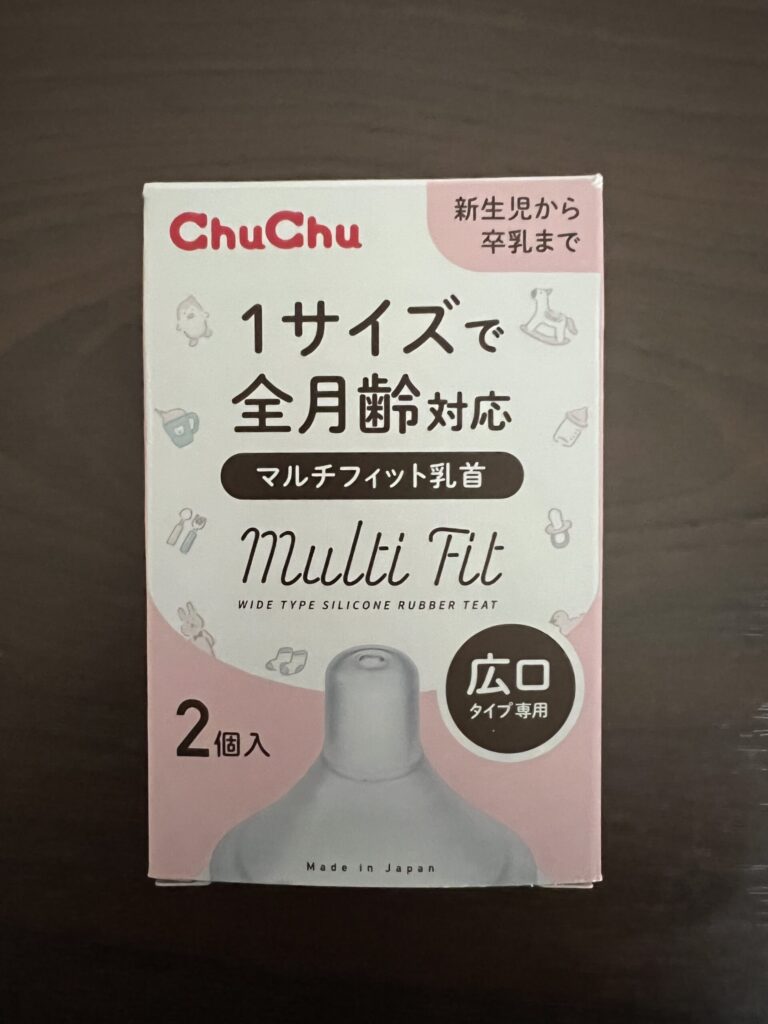 ChuChu
新生児から
卒乳まで
1サイズで
全月齢対応
マルチフィット乳首
Multi Fit
WIDE TYPE SILICONE RUBBER TEAT
広口
タイプ専用
2個入
Made in Japan